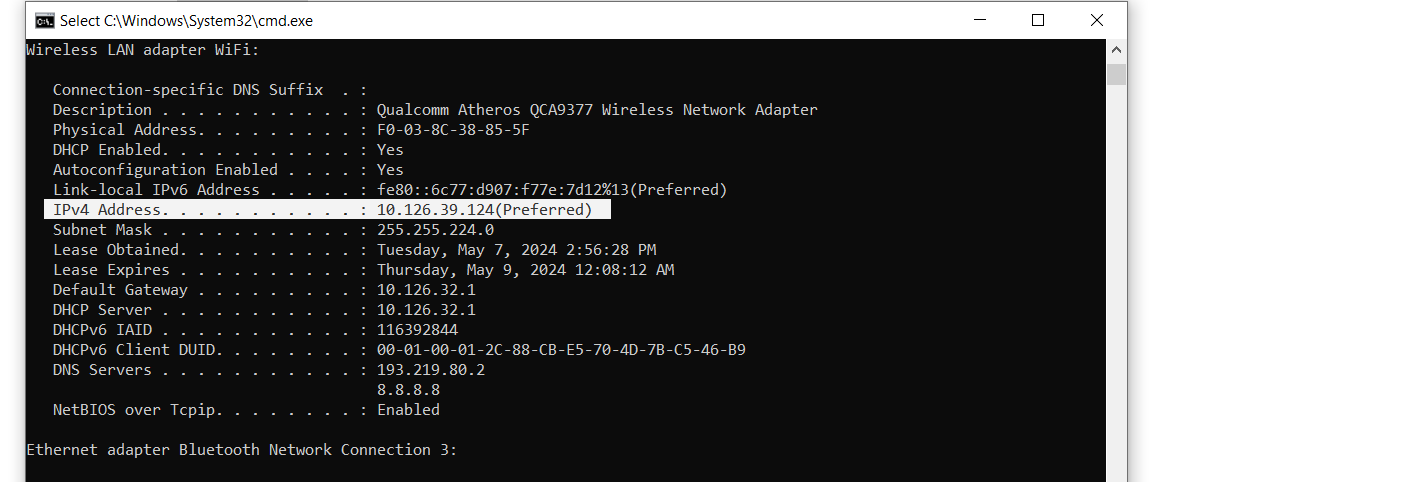 Select C:\Windows\System32\cmd.exe
Wireless LAN adapter WiFi:
Connection-specific DNS Suffix  . :
Description . . . . . . . . . . . : Qualcomm Atheros QCA9377 Wireless Network Adapter
Physical Address. . . . . . . . . : F0-03-8C-38-85-5F
DHCP Enabled. . . . . . . . . . . : Yes
Autoconfiguration Enabled . . . . : Yes
Link-local IPv6 Address . . . . . : fe80::6c77:d907:f77e:7d12%13(Preferred)
IPv4 Address. . . . . . . . . . . : 10.126.39.124(Preferred)
Subnet Mask . . . . . . . . . . . : 255.255.224.0
Lease Obtained. . . . . . . . . . : Tuesday, May 7, 2024 2:56:28 PM
Lease Expires . . . . . . . . . . : Thursday, May 9, 2024 12:08:12 AM
Default Gateway . . . . . . . . . : 10.126.32.1
DHCP Server . . . . . . . . . . . : 10.126.32.1
DHCPv6 IAID . . . . . . . . . . . : 116392844
DHCPv6 Client DUID. . . . . . . . : 00-01-00-01-2C-88-CB-E5-70-4D-7B-C5-46-B9
DNS Servers . . . . . . . . . . . : 193.219.80.2
8.8.8.8
NetBIOS over Tcpip. . . . . . . . : Enabled
Ethernet adapter Bluetooth Network Connection 3: